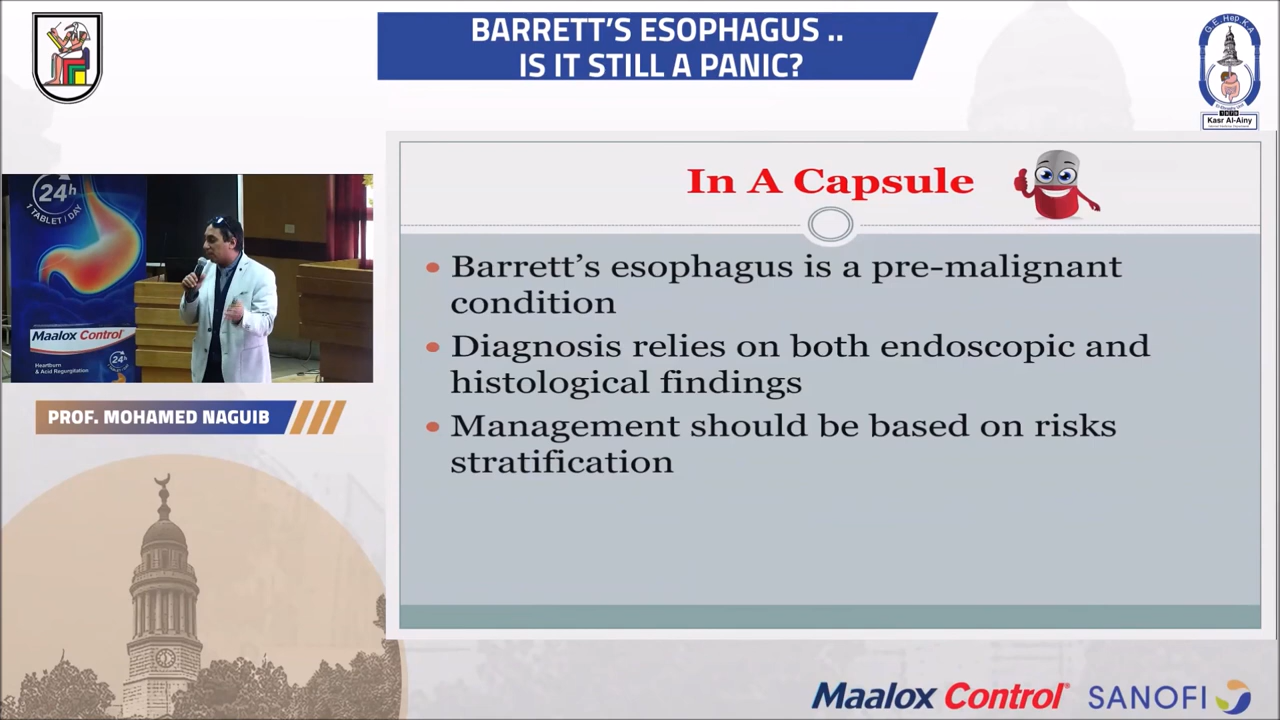 BARRETT’S ESOPHAGUS ..
IS IT STILL A PANIC?
G.E.Hep.K.A
Kasr Al-Ainy
In A Capsule
• Barrett’s esophagus is a pre-malignant
condition
• Diagnosis relies on both endoscopic and
histological findings
• Management should be based on risks
stratification
24h
1 TABLET / DAY
Maalox Control
Heartburn
& Acid Regurgitation
24h
PROF. MOHAMED NAGUIB
Maalox Control®
SANOFI